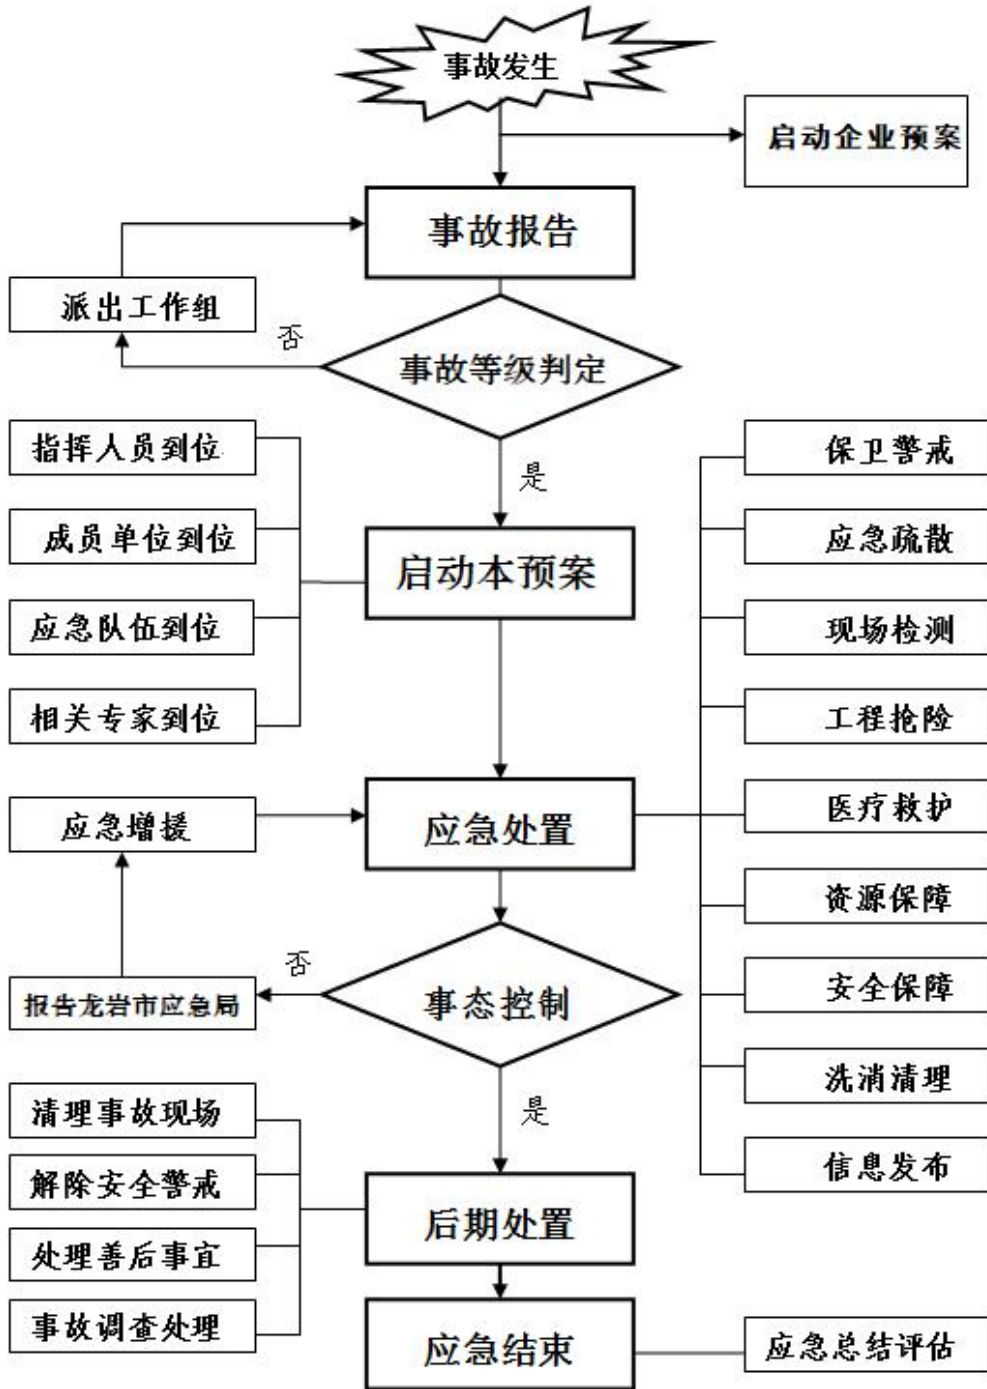 事故发生
启动企业预案
事故报告
派出工作组
否
事故等级判定
是
指挥人员到位
成员单位到位
应急队伍到位
相关专家到位
启动本预案
保卫警戒
应急疏散
现场检测
工程抢险
医疗救护
资源保障
安全保障
洗消清理
信息发布
应急增援
应急处置
否
报告龙岩市应急局
事态控制
是
清理事故现场
解除安全警戒
处理善后事宜
事故调查处理
后期处置
应急结束
应急总结评估